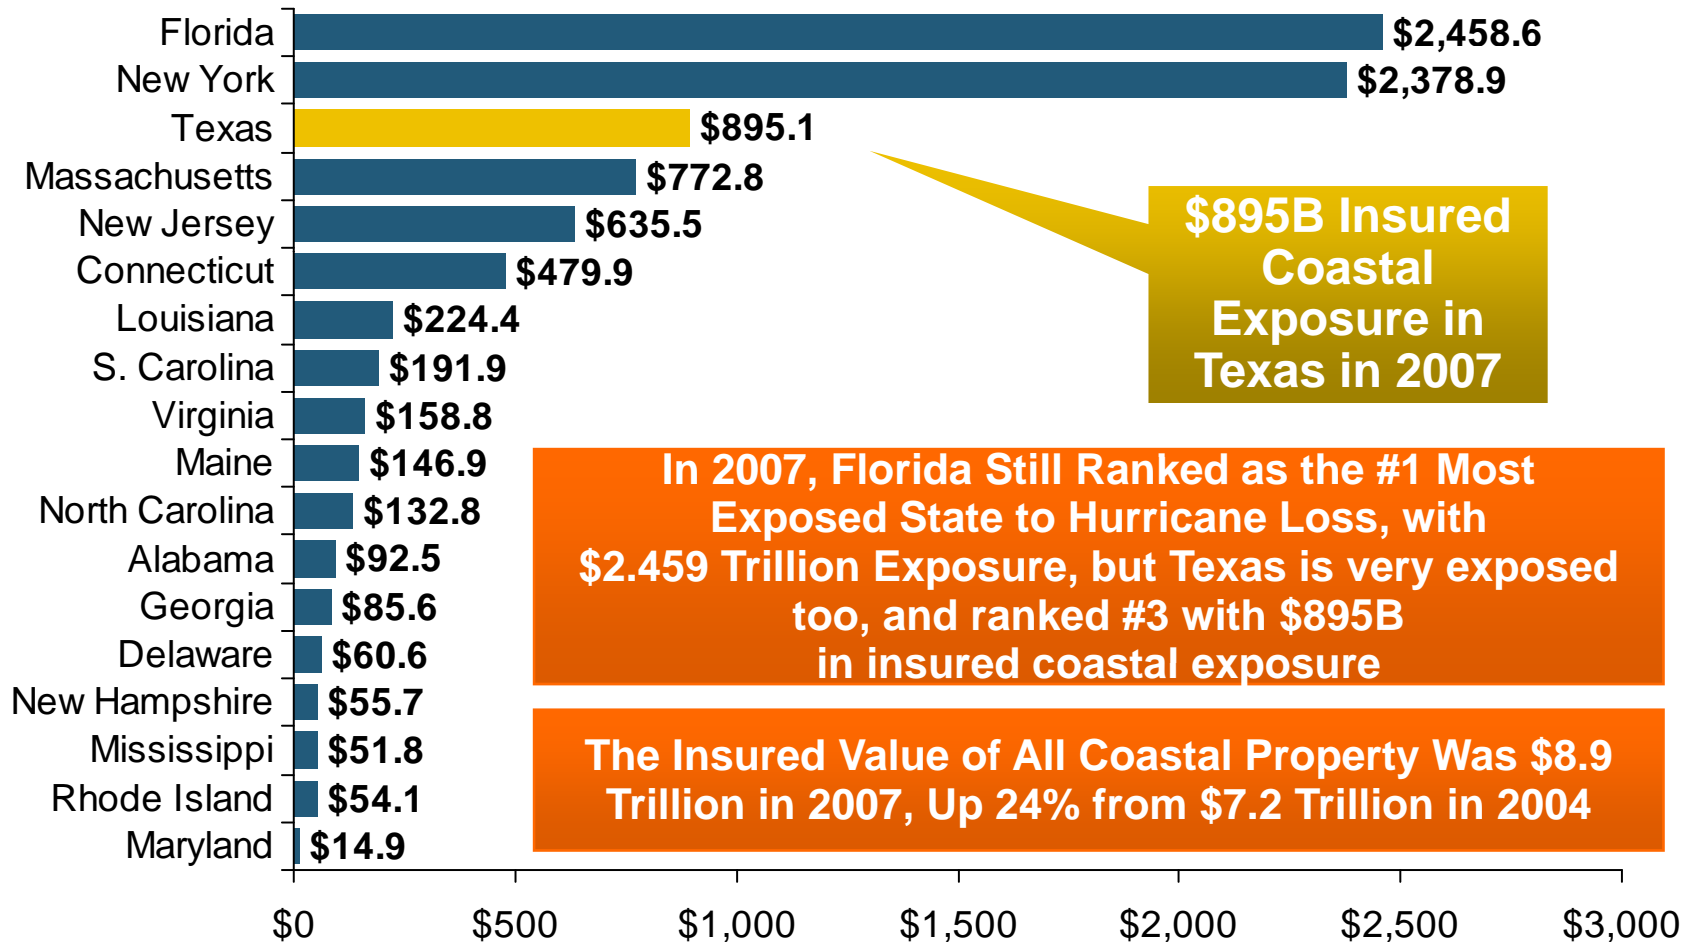 Florida $2,458.6
New York $2,378.9
Texas $895.1
Massachusetts $772.8
New Jersey $635.5
Connecticut $479.9
Louisiana $224.4
S. Carolina $191.9
Virginia $158.8
Maine $146.9
North Carolina $132.8
Alabama $92.5
Georgia $85.6
Delaware $60.6
New Hampshire $55.7
Mississippi $51.8
Rhode Island $54.1
Maryland $14.9
$0 $500 $1,000 $1,500 $2,000 $2,500 $3,000
$895B Insured
Coastal
Exposure in
Texas in 2007
In 2007, Florida Still Ranked as the #1 Most
Exposed State to Hurricane Loss, with
$2.459 Trillion Exposure, but Texas is very exposed
too, and ranked #3 with $895B
in insured coastal exposure
The Insured Value of All Coastal Property Was $8.9
Trillion in 2007, Up 24% from $7.2 Trillion in 2004